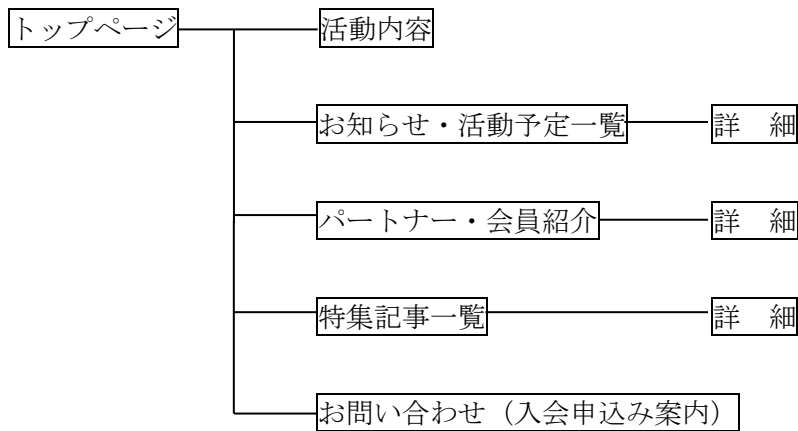 トップページ
活動内容
お知らせ・活動予定一覧
詳　細
パートナー・会員紹介
詳　細
特集記事一覧
詳　細
お問い合わせ（入会申込み案内）